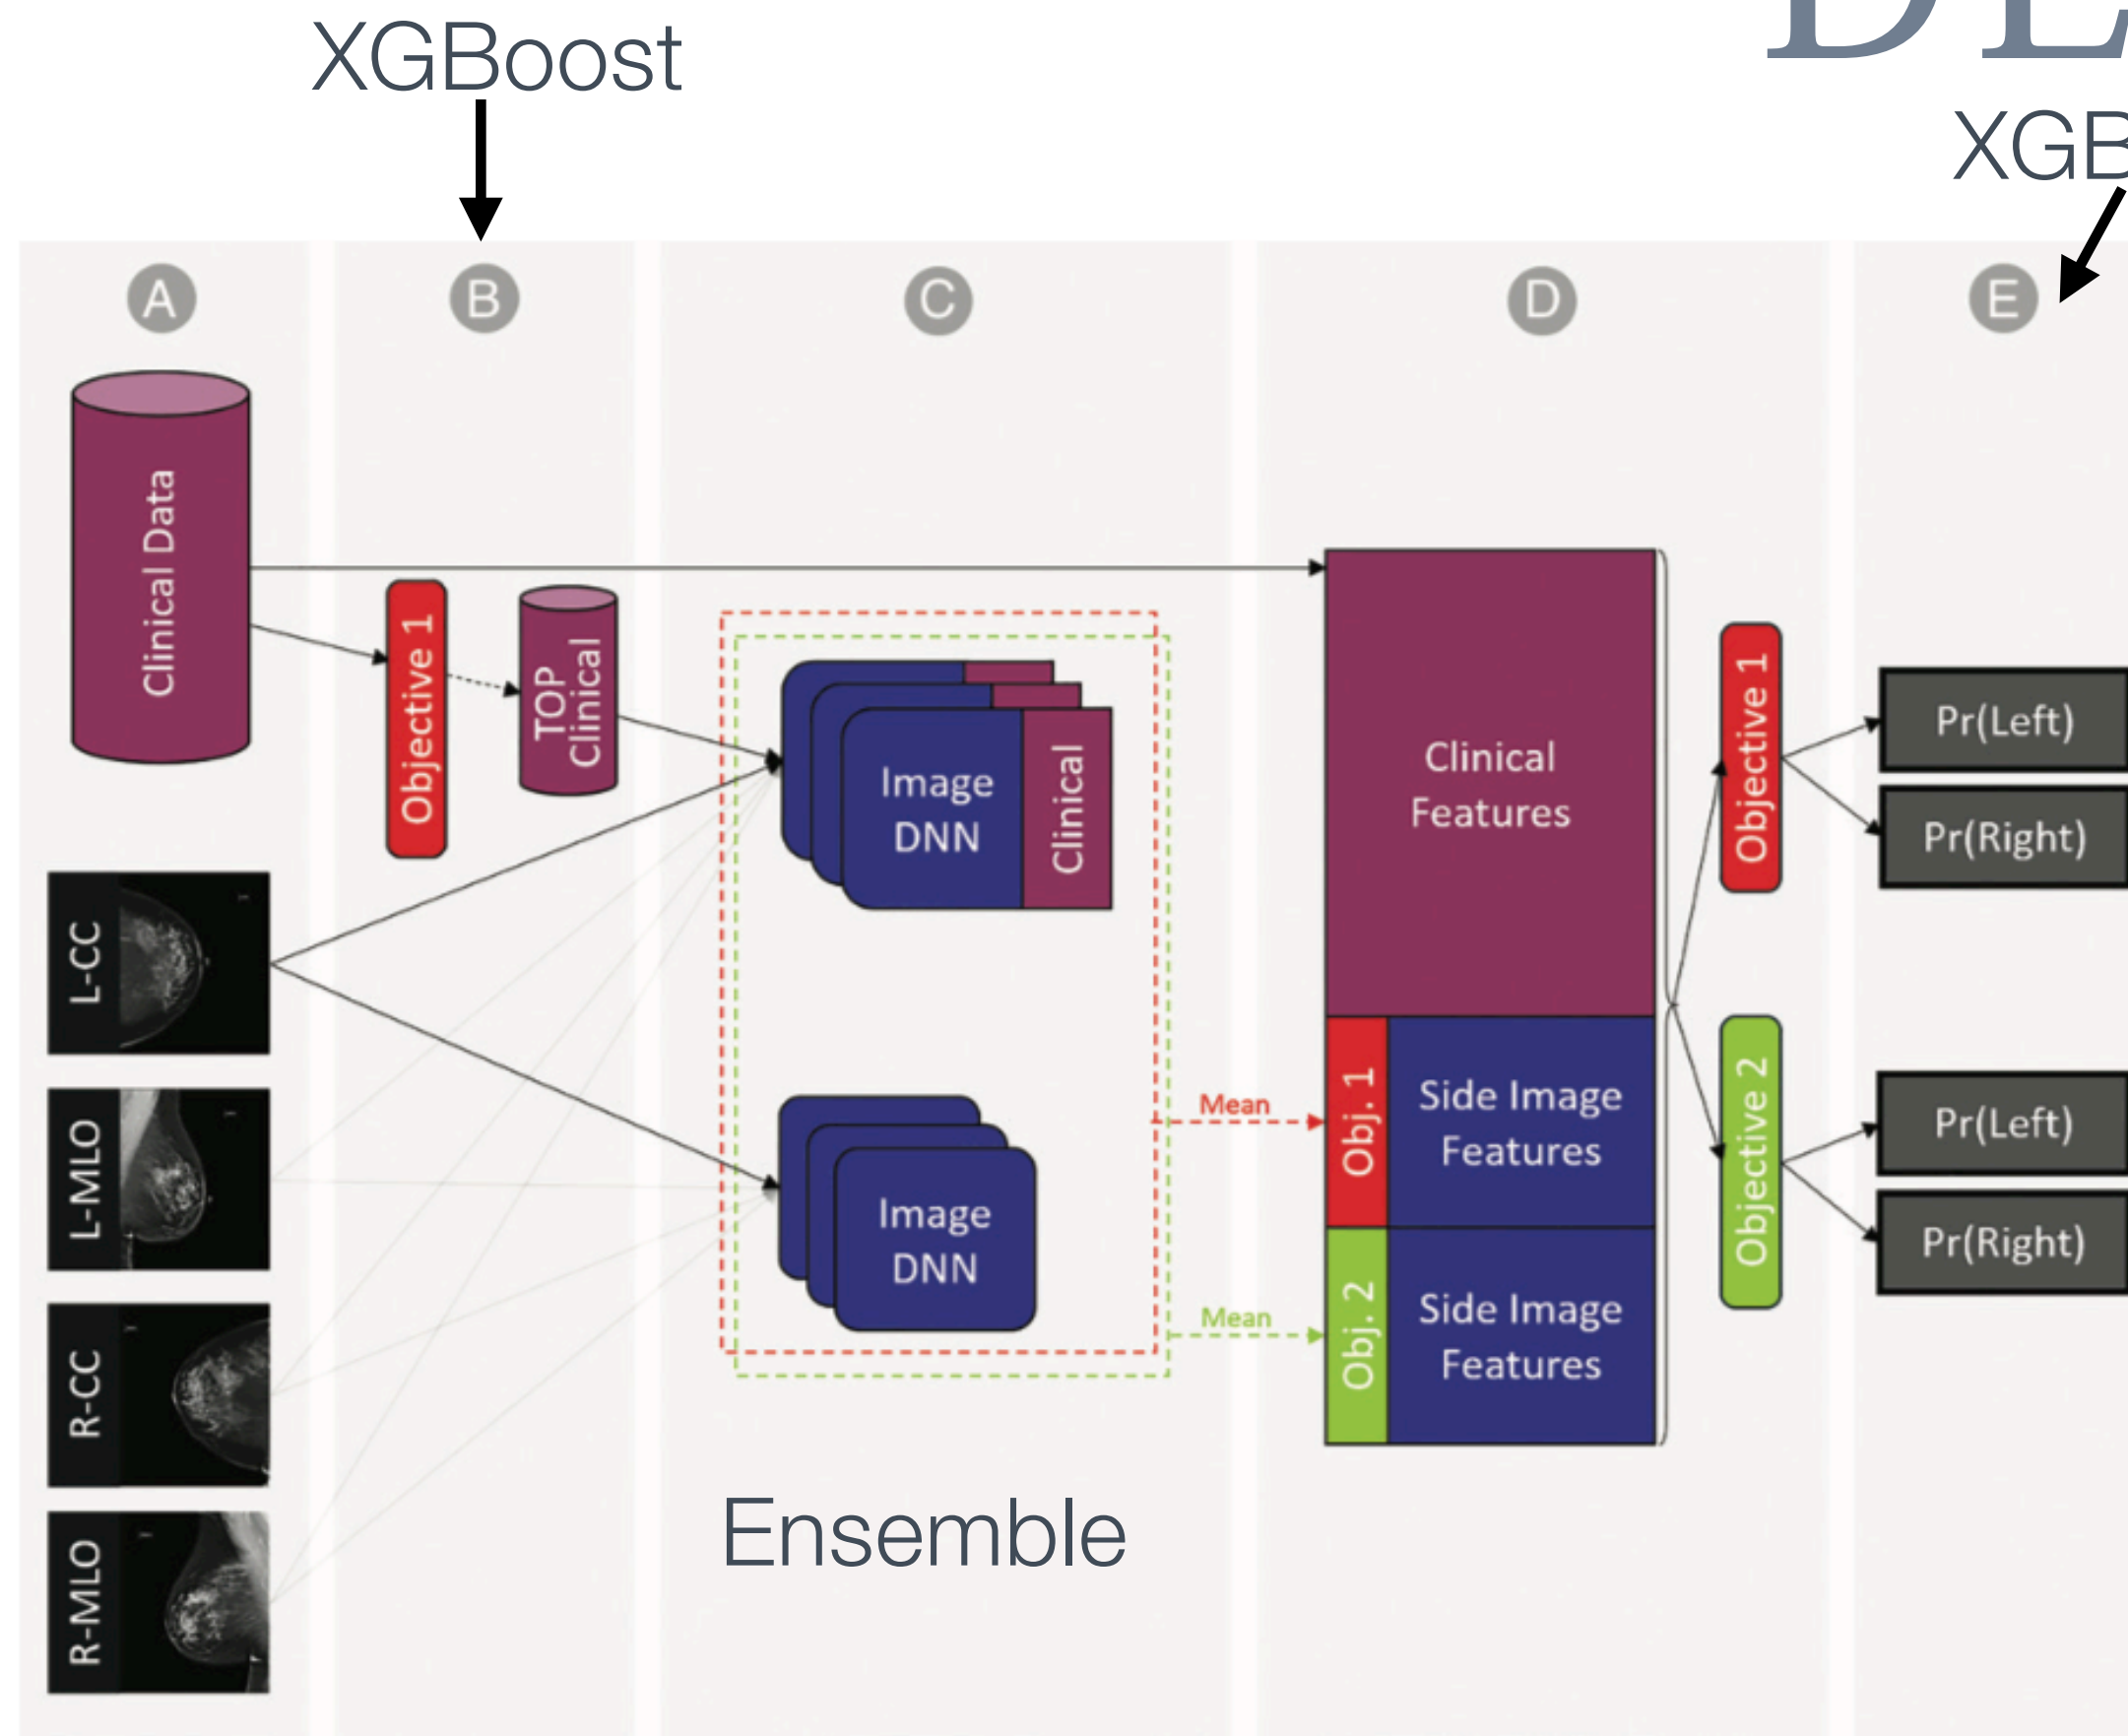 XGBoost
DE
XGB
A
B
C
D
E
Clinical Data
Objective 1
TOP
Clinical
Image
DNN
Clinical
Clinical
Features
Objective 1
Pr(Left)
Pr(Right)
L-CC
L-MLO
R-CC
R-MLO
Image
DNN
Mean
Obj. 1
Side Image
Features
Mean
Obj. 2
Side Image
Features
Objective 2
Pr(Left)
Pr(Right)
Ensemble